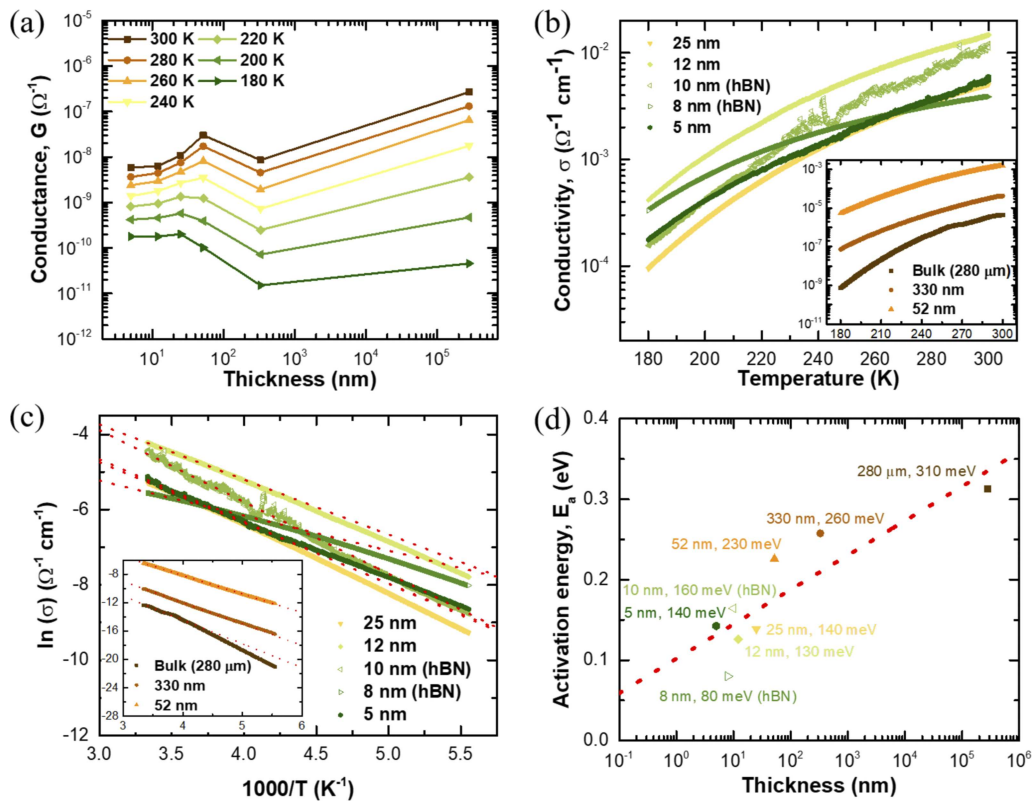 (a)
10⁻⁵
10⁻⁶
10⁻⁷
10⁻⁸
10⁻⁹
10⁻¹⁰
10⁻¹¹
10⁻¹²
Conductance, G (Ω⁻¹)
300 K 220 K
280 K 200 K
260 K 180 K
240 K
10¹ 10² 10³ 10⁴ 10⁵
Thickness (nm)
(b)
10⁻²
10⁻³
10⁻⁴
Conductivity, σ (Ω⁻¹ cm⁻¹)
25 nm
12 nm
10 nm (hBN)
8 nm (hBN)
5 nm
10⁻³
10⁻⁵
10⁻⁷
10⁻⁹
10⁻¹¹
Bulk (280 μm)
330 nm
52 nm
180 210 240 270 300
180 200 220 240 260 280 300
Temperature (K)
(c)
-4
-6
-8
-10
-12
ln (σ) (Ω⁻¹ cm⁻¹)
-8
-12
-16
-20
-24
-28
Bulk (280 μm)
330 nm
52 nm
3 4 5 6
25 nm
12 nm
10 nm (hBN)
8 nm (hBN)
5 nm
3.0 3.5 4.0 4.5 5.0 5.5
1000/T (K⁻¹)
(d)
0.4
0.3
0.2
0.1
0.0
Activation energy, Eₐ (eV)
280 μm, 310 meV
330 nm, 260 meV
52 nm, 230 meV
10 nm, 160 meV (hBN)
5 nm, 140 meV
25 nm, 140 meV
12 nm, 130 meV
8 nm, 80 meV (hBN)
10⁻¹ 10⁰ 10¹ 10² 10³ 10⁴ 10⁵ 10⁶
Thickness (nm)